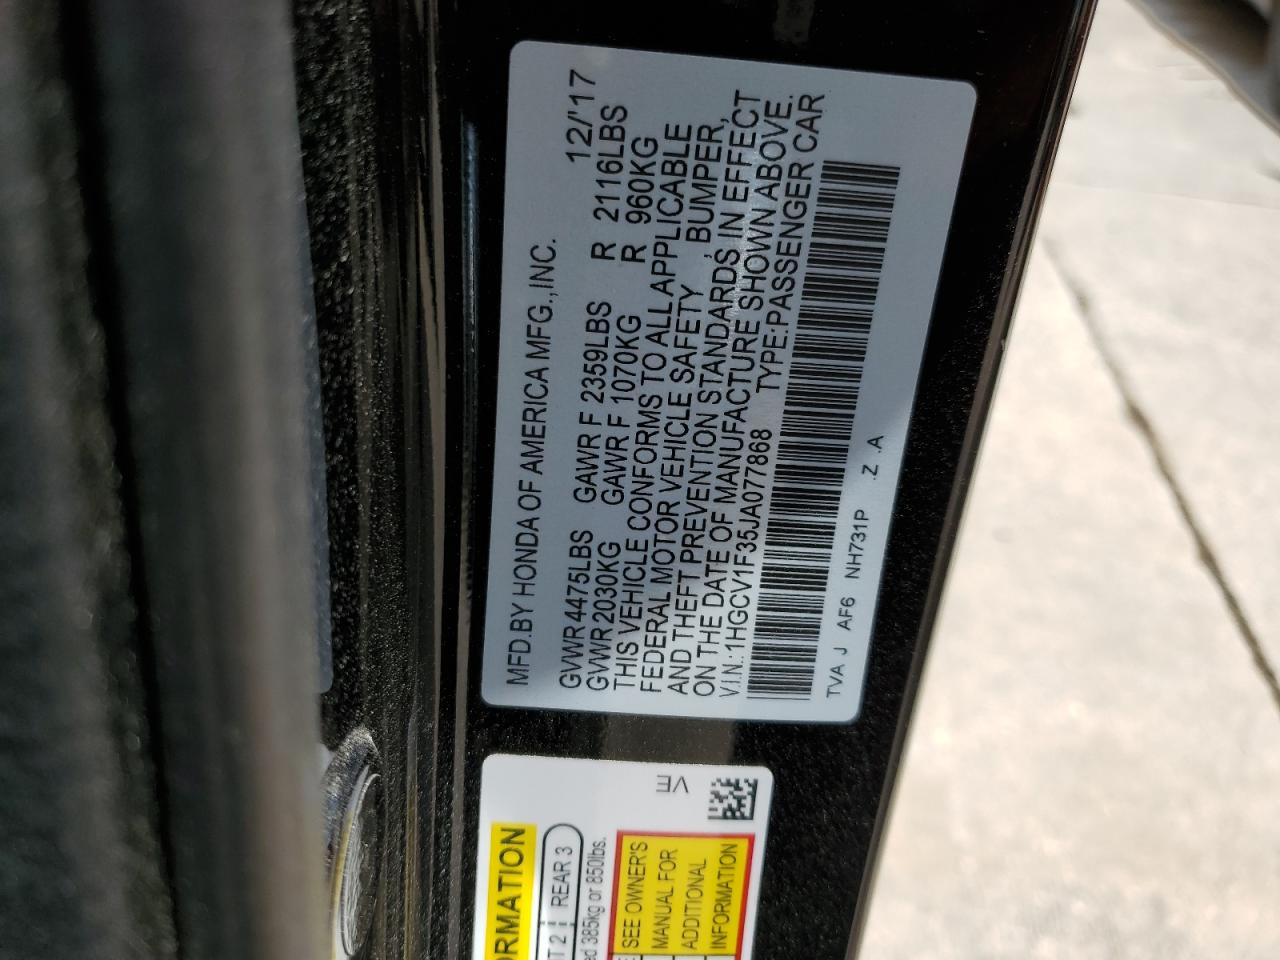 MFD.BY HONDA OF AMERICA MFG.,INC. 12/'17
GVWR 4475LBS GAWR F 2359LBS R 2116LBS
GVWR 2030KG GAWR F 1070KG R 960KG
THIS VEHICLE CONFORMS TO ALL APPLICABLE
FEDERAL MOTOR VEHICLE SAFETY , BUMPER,
AND THEFT PREVENTION STANDARDS IN EFFECT
ON THE DATE OF MANUFACTURE SHOWN ABOVE.
V.I.N.:1HGCV1F35JA077868 TYPE:PASSENGER CAR
TVA J AF6 NH731P .Z .A
VE
ORMATION
T 2 REAR 3
ed 385kg or 850lbs.
SEE OWNER'S
MANUAL FOR
ADDITIONAL
INFORMATION